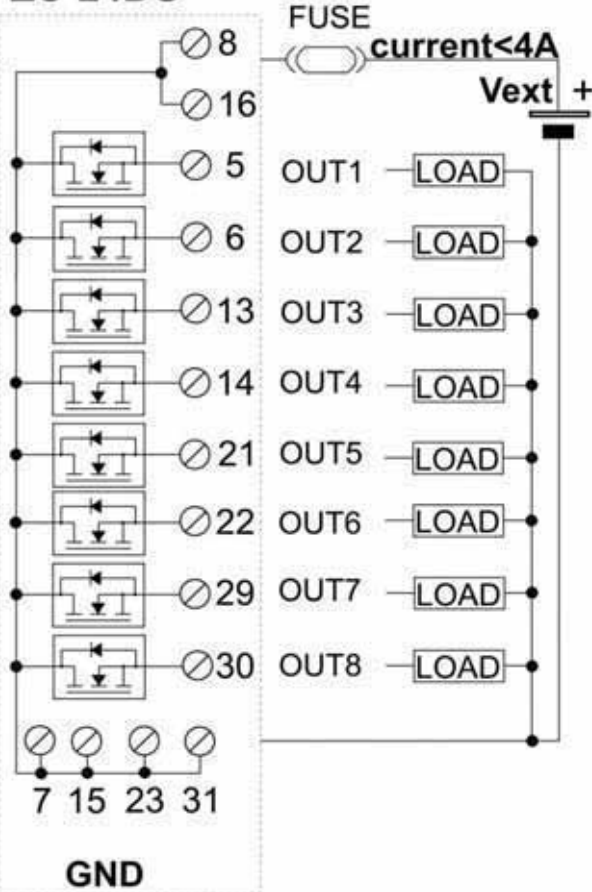 FUSE
8
current<4A
Vext +
16
5 OUT1 LOAD
6 OUT2 LOAD
13 OUT3 LOAD
14 OUT4 LOAD
21 OUT5 LOAD
22 OUT6 LOAD
29 OUT7 LOAD
30 OUT8 LOAD
7 15 23 31
GND